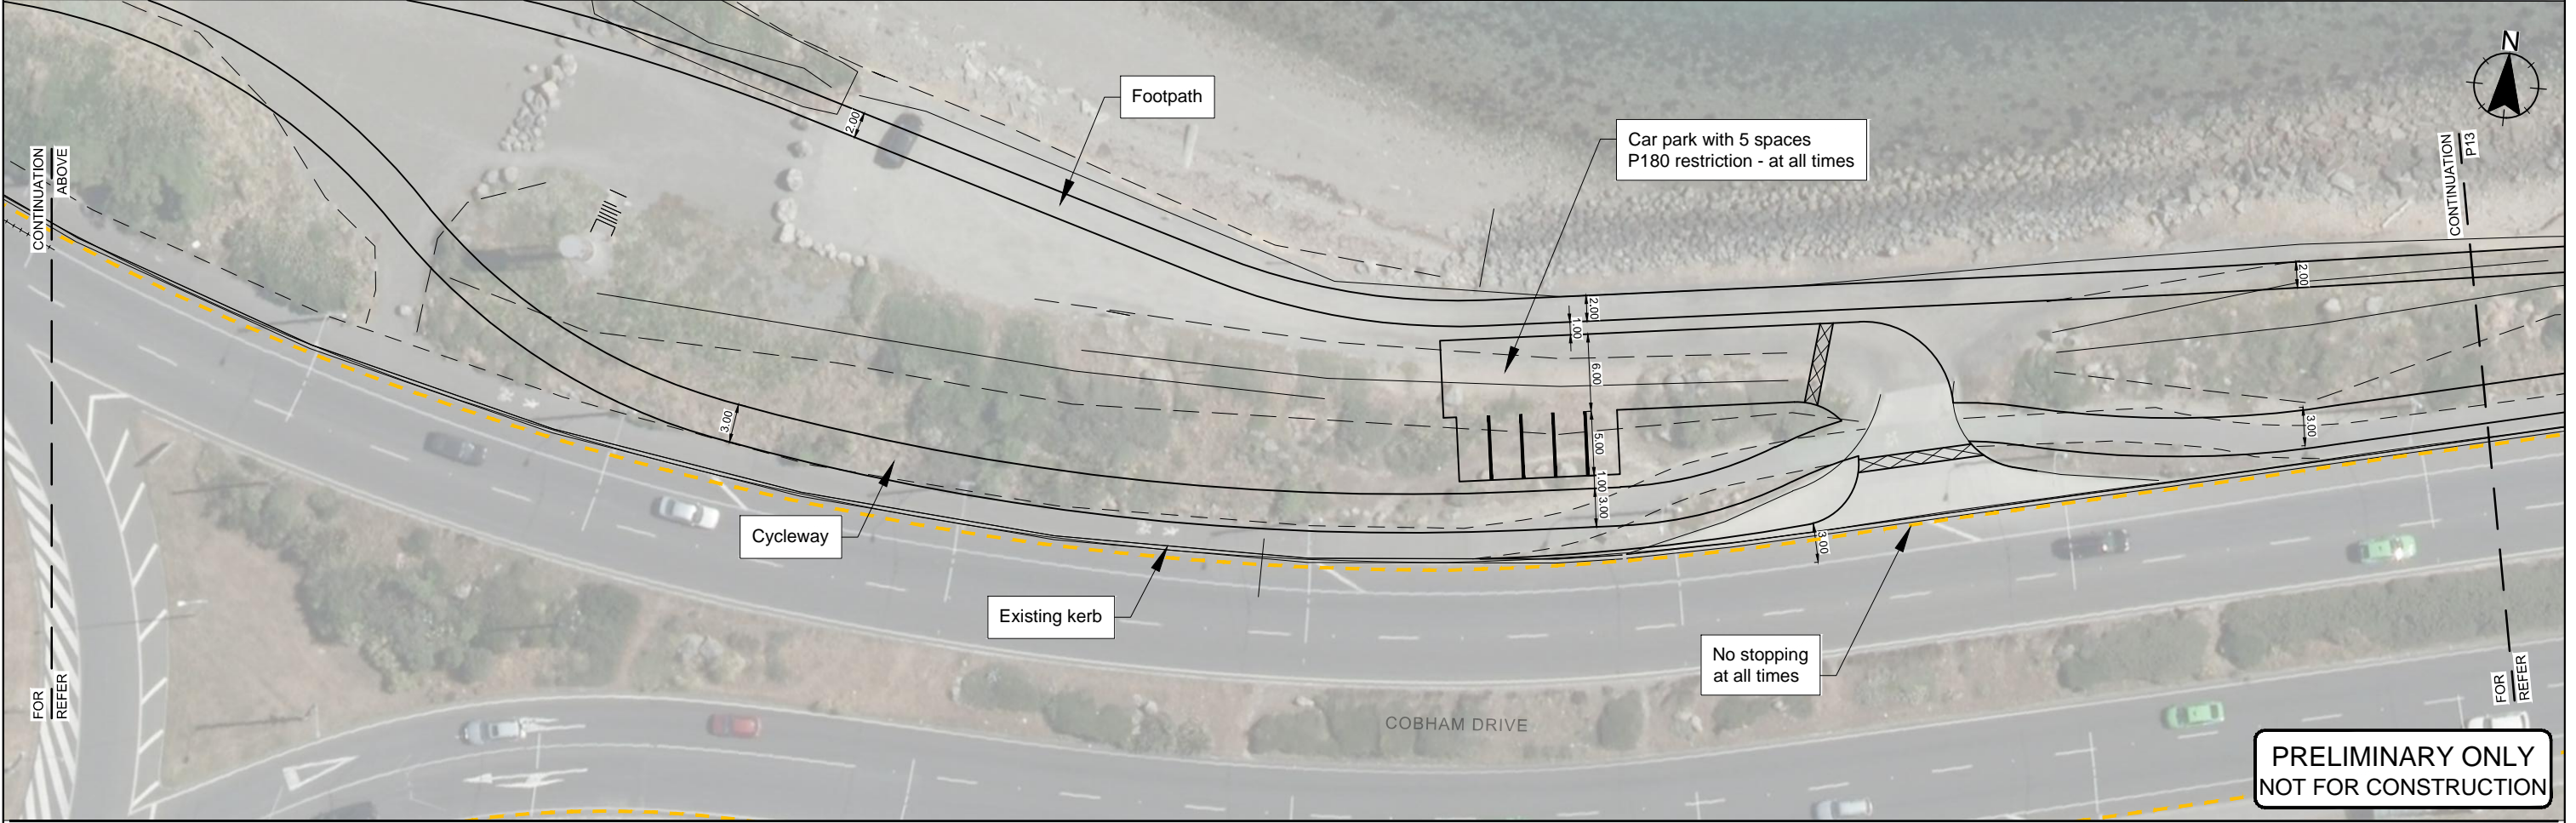 N
Footpath
Car park with 5 spaces
P180 restriction - at all times
CONTINUATION
ABOVE
CONTINUATION
P13
2.00
2.00
2.00
1.00
6.00
5.00
1.00
3.00
3.00
3.00
3.00
Cycleway
Existing kerb
No stopping
at all times
FOR
REFER
FOR
REFER
COBHAM DRIVE
PRELIMINARY ONLY
NOT FOR CONSTRUCTION